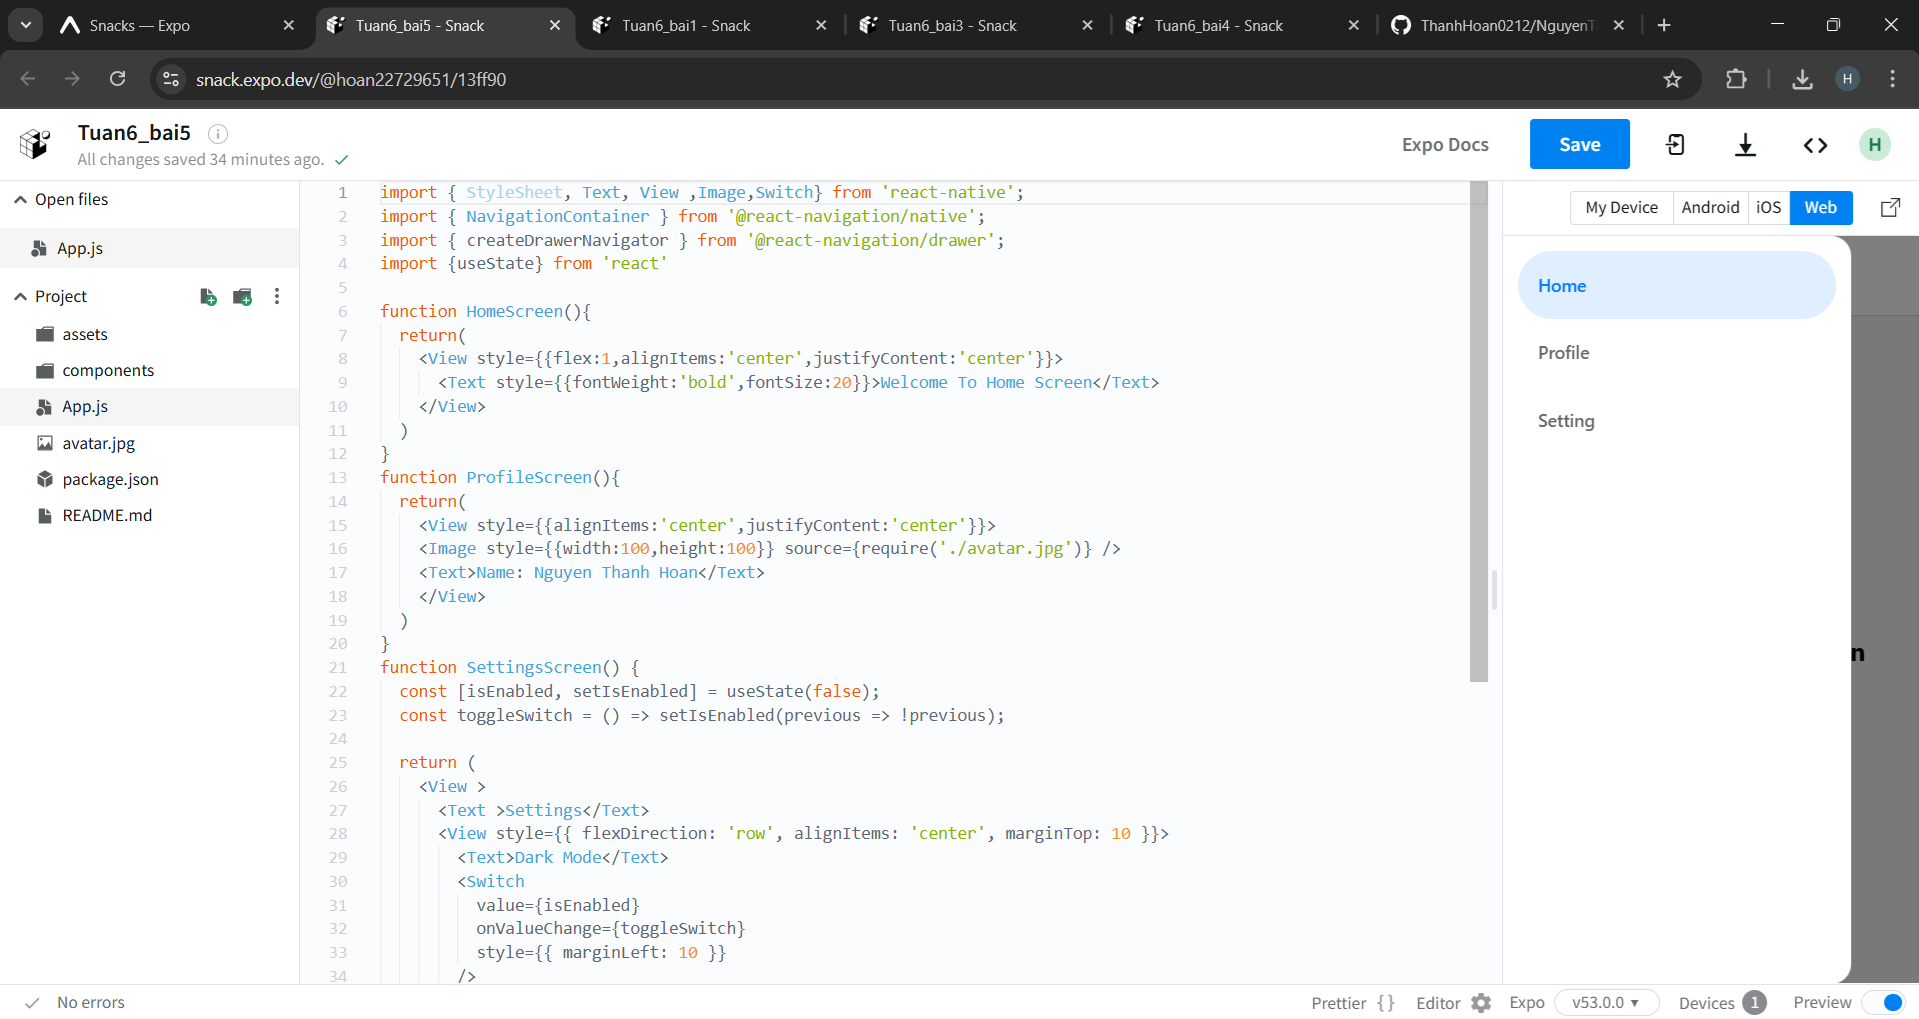 Snacks — Expo
Tuan6_bai5 - Snack
Tuan6_bai1 - Snack
Tuan6_bai3 - Snack
Tuan6_bai4 - Snack
ThanhHoan0212/NguyenT
snack.expo.dev/@hoan22729651/13ff90
H
Tuan6_bai5
All changes saved 34 minutes ago.
Expo Docs
Save
H
Open files
App.js
Project
assets
components
App.js
avatar.jpg
package.json
README.md
1 import { StyleSheet, Text, View ,Image,Switch} from 'react-native';
2 import { NavigationContainer } from '@react-navigation/native';
3 import { createDrawerNavigator } from '@react-navigation/drawer';
4 import {useState} from 'react'
5
6 function HomeScreen(){
7 return(
8 <View style={{flex:1,alignItems:'center',justifyContent:'center'}}>
9 <Text style={{fontWeight:'bold',fontSize:20}}>Welcome To Home Screen</Text>
10 </View>
11 )
12 }
13 function ProfileScreen(){
14 return(
15 <View style={{alignItems:'center',justifyContent:'center'}}>
16 <Image style={{width:100,height:100}} source={require('./avatar.jpg')} />
17 <Text>Name: Nguyen Thanh Hoan</Text>
18 </View>
19 )
20 }
21 function SettingsScreen() {
22 const [isEnabled, setIsEnabled] = useState(false);
23 const toggleSwitch = () => setIsEnabled(previous => !previous);
24
25 return (
26 <View >
27 <Text >Settings</Text>
28 <View style={{ flexDirection: 'row', alignItems: 'center', marginTop: 10 }}>
29 <Text>Dark Mode</Text>
30 <Switch
31 value={isEnabled}
32 onValueChange={toggleSwitch}
33 style={{ marginLeft: 10 }}
34 />
My Device
Android
iOS
Web
Home
Profile
Setting
n
No errors
Prettier {}
Editor
Expo
v53.0.0
Devices 1
Preview